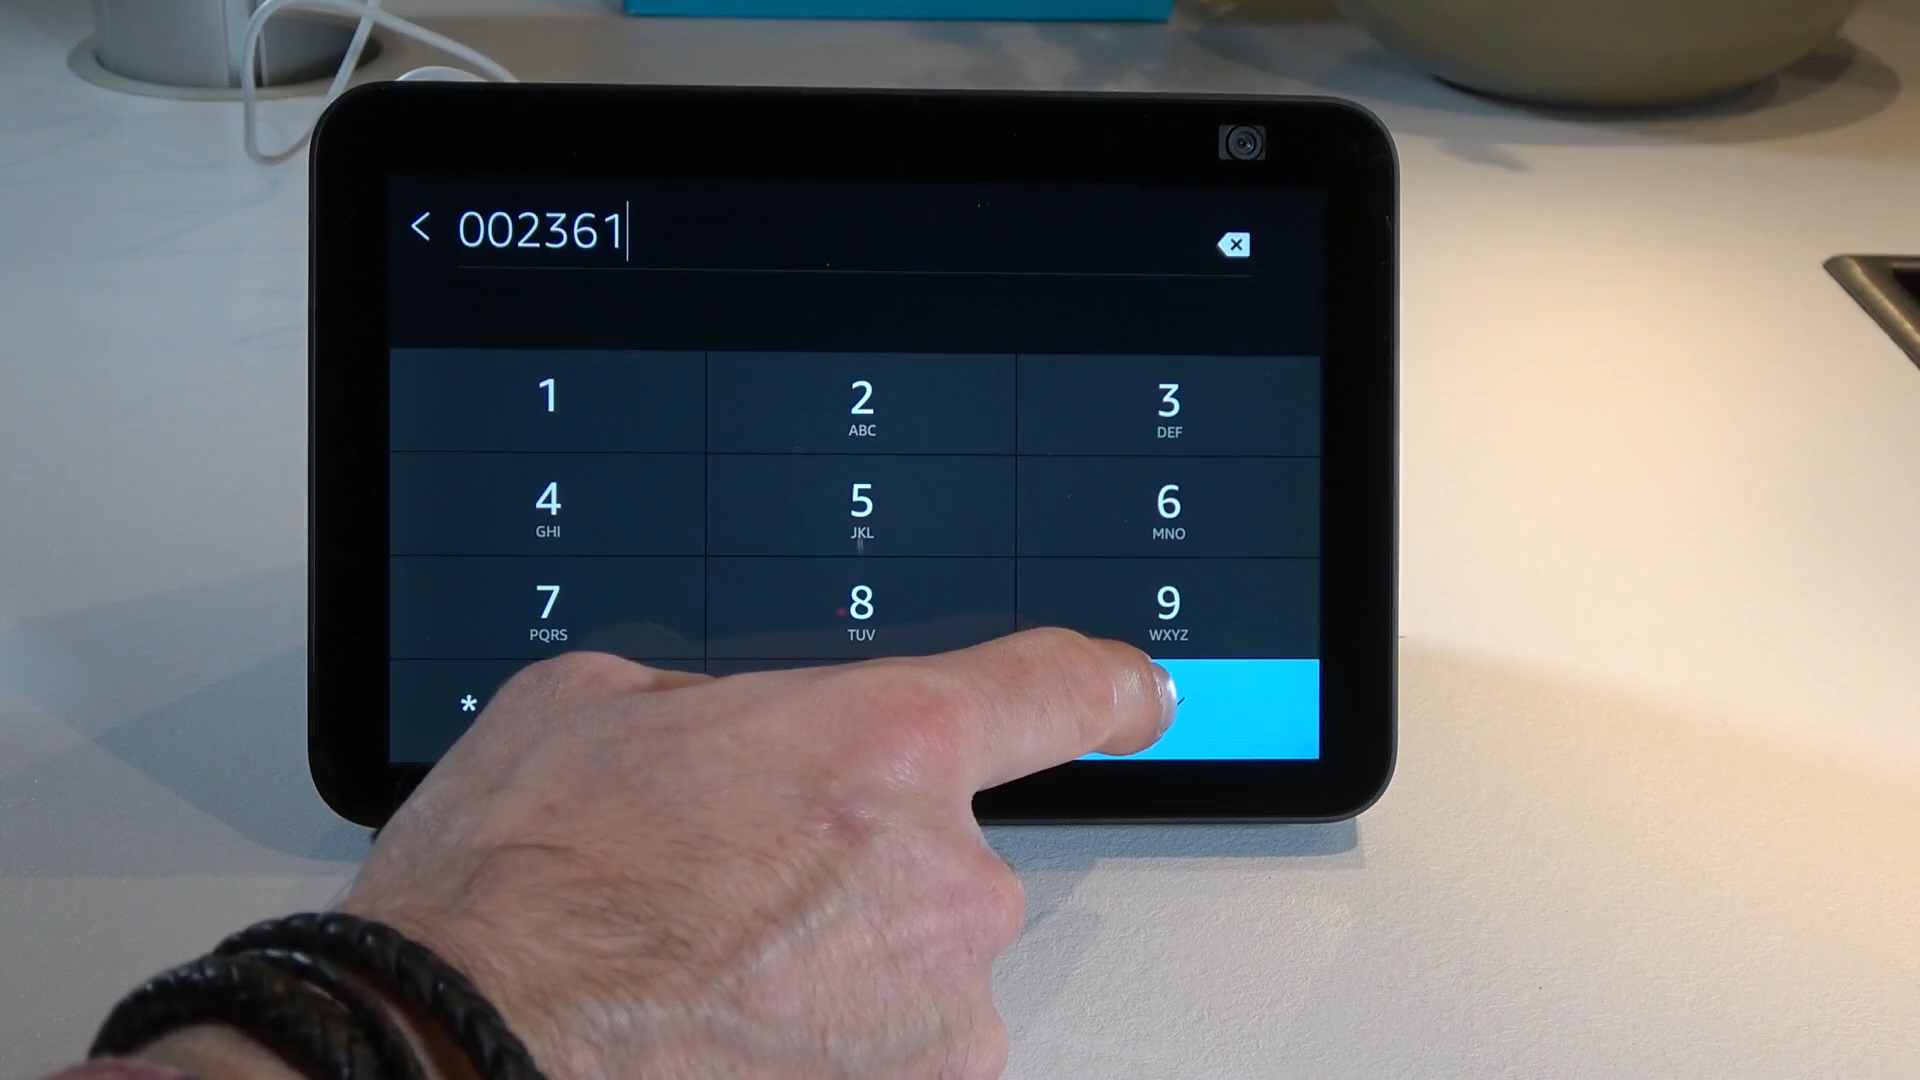 < 002361
1 2 3
ABC DEF
4 5 6
GHI JKL MNO
7 8 9
PQRS TUV WXYZ
*